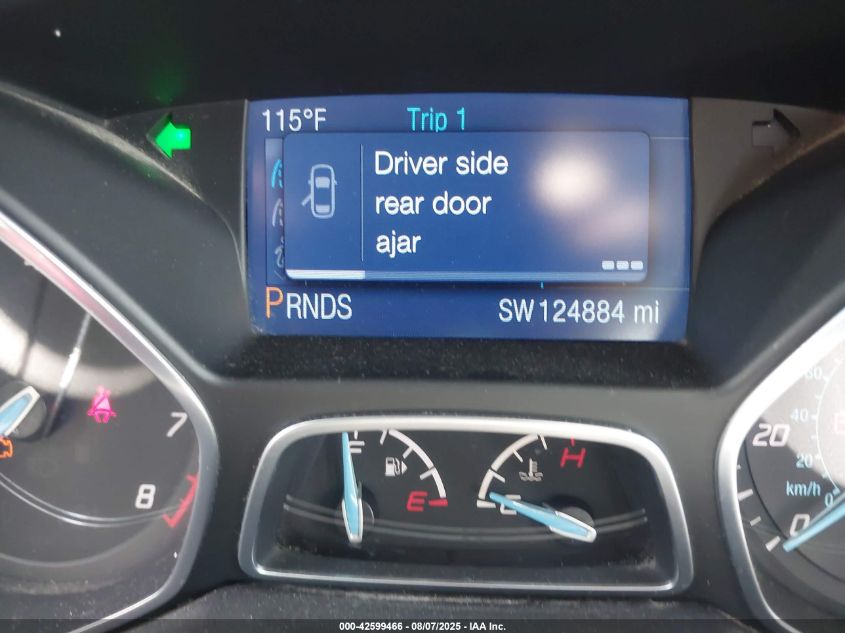 115°F Trip 1
Driver side
rear door
ajar
PRNDS SW124884 mi
7
8
F E
C H
60
40
20
20
km/h
0
0
000-42599466 - 08/07/2025 - IAA Inc.